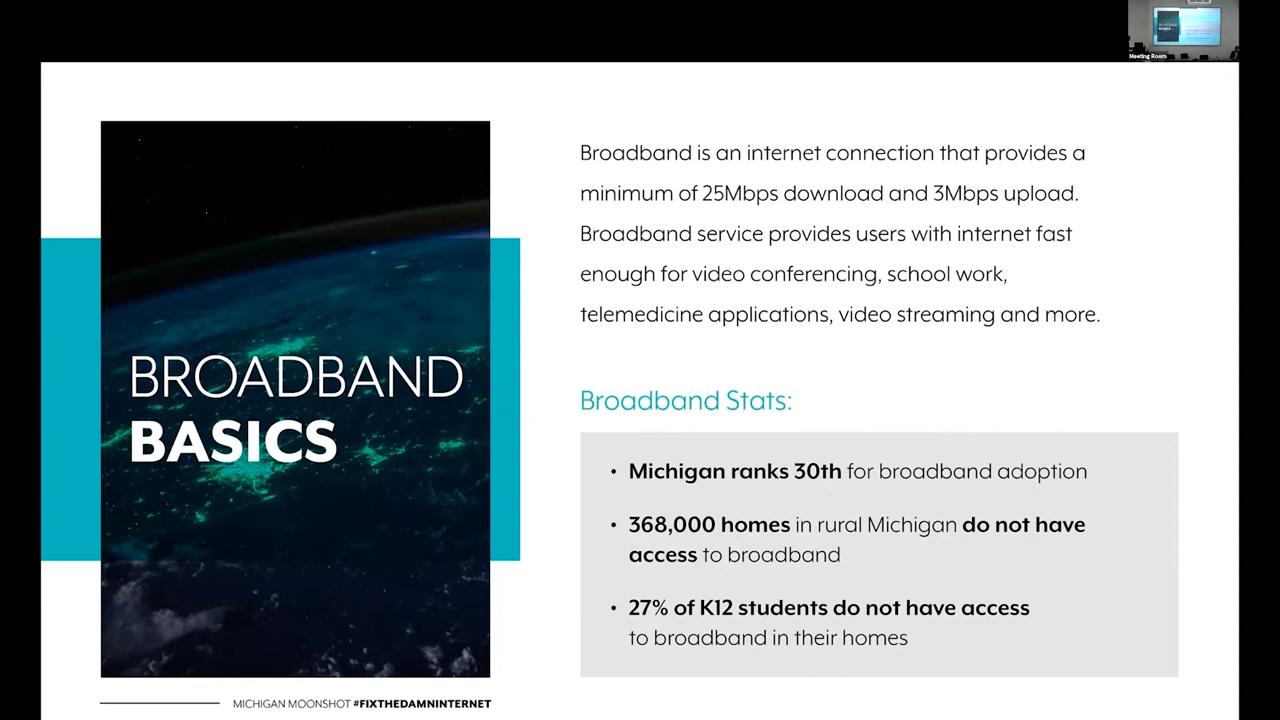 Meeting Room
BROADBAND
BASICS
Broadband is an internet connection that provides a
minimum of 25Mbps download and 3Mbps upload.
Broadband service provides users with internet fast
enough for video conferencing, school work,
telemedicine applications, video streaming and more.
Broadband Stats:
• Michigan ranks 30th for broadband adoption
• 368,000 homes in rural Michigan do not have
access to broadband
• 27% of K12 students do not have access
to broadband in their homes
MICHIGAN MOONSHOT #FIXTHEDAMNINTERNET